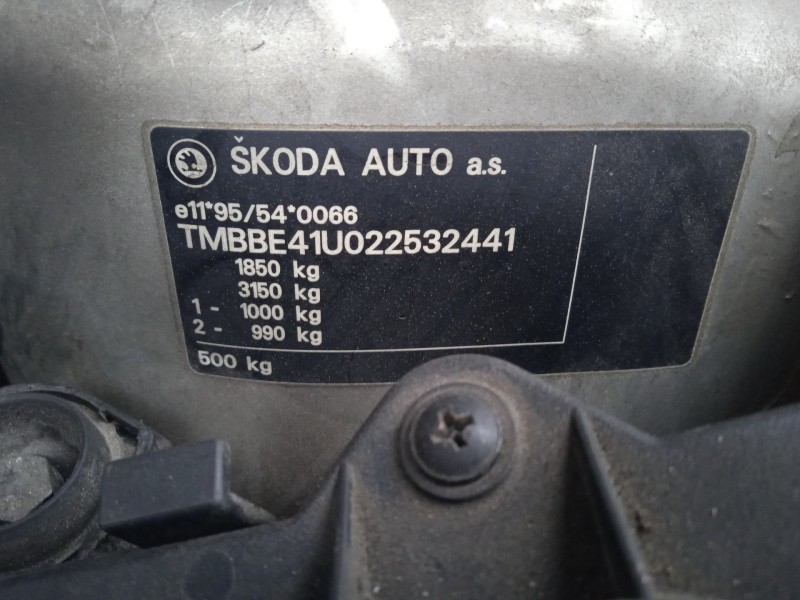 ŠKODA AUTO a.s.
e11*95/54*0066
TMBBE41U022532441
1850 kg
3150 kg
1 - 1000 kg
2 - 990 kg
500 kg